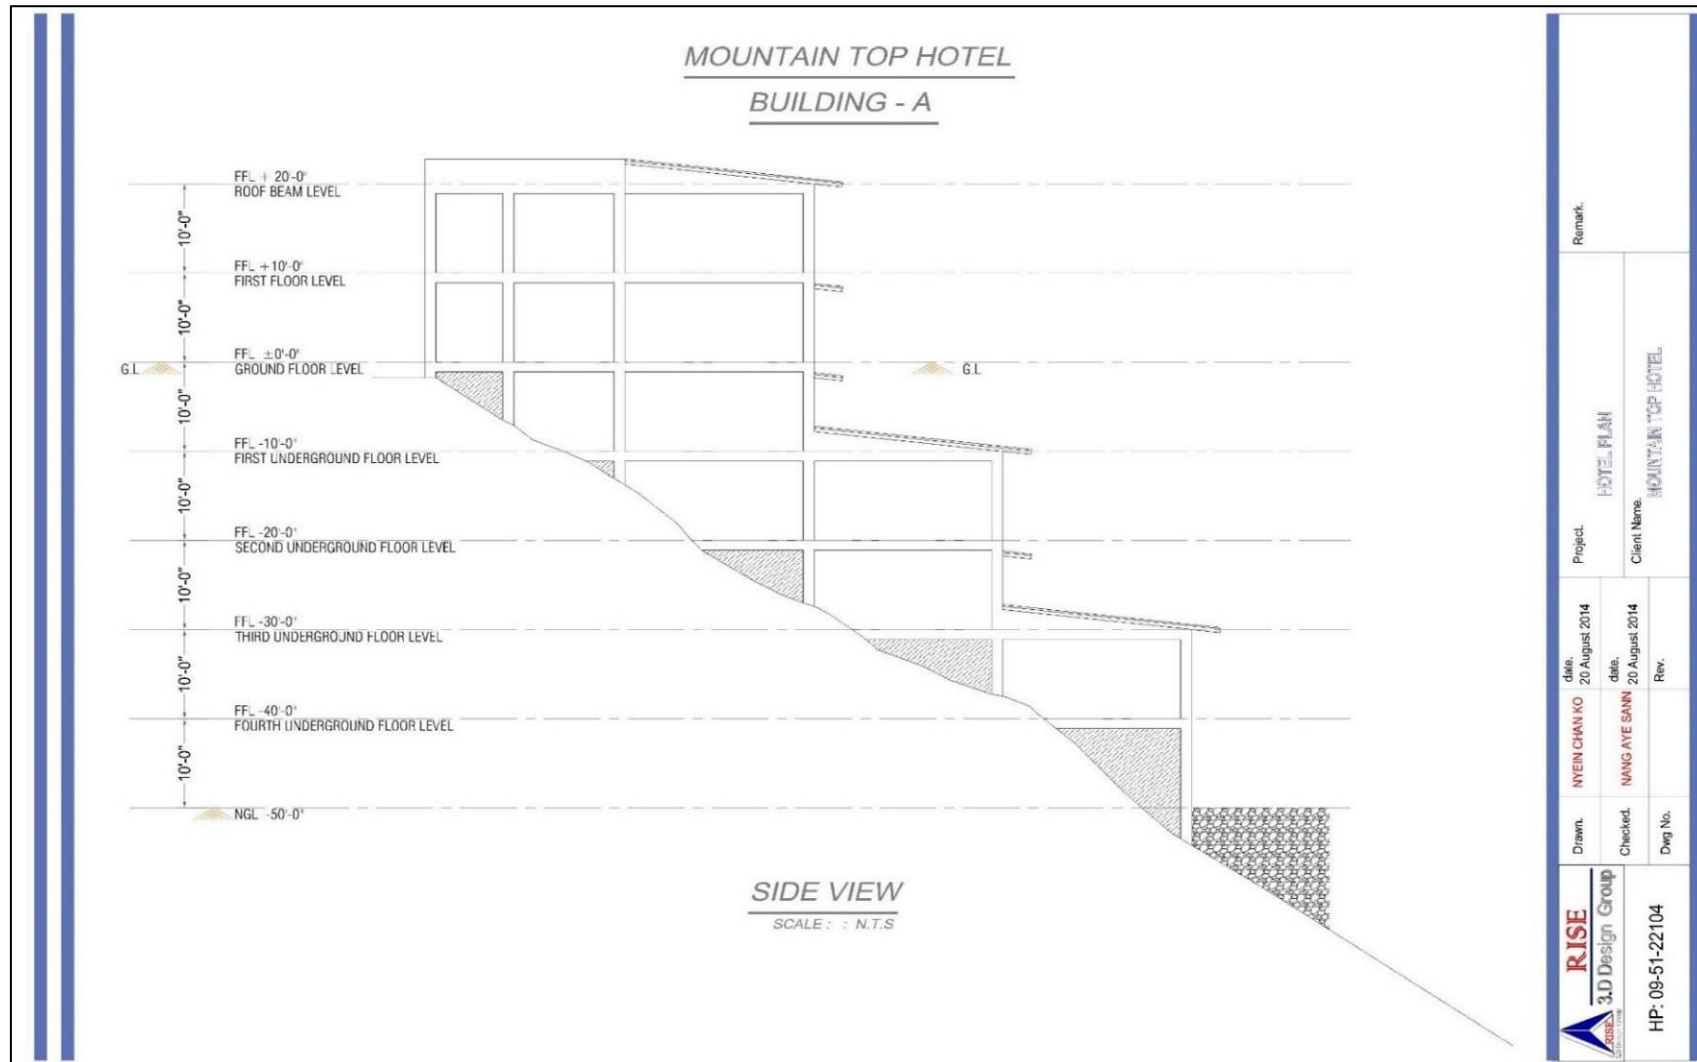 MOUNTAIN TOP HOTEL
BUILDING - A
FFL + 20'-0"
ROOF BEAM LEVEL
10'-0"
FFL +10'-0"
FIRST FLOOR LEVEL
10'-0"
FFL ±0'-0"
G.L
GROUND FLOOR LEVEL
G.L
10'-0"
FFL -10'-0"
FIRST UNDERGROUND FLOOR LEVEL
10'-0"
FFL -20'-0"
SECOND UNDERGROUND FLOOR LEVEL
10'-0"
FFL -30'-0"
THIRD UNDERGROUND FLOOR LEVEL
10'-0"
FFL -40'-0"
FOURTH UNDERGROUND FLOOR LEVEL
10'-0"
NGL -50'-0"
SIDE VIEW
SCALE : : N.T.S
Remark.
Project.
HOTEL PLAN
Client Name.
MOUNTAIN TOP HOTEL
date.
20 August 2014
date.
20 August 2014
Rev.
Drawn.
NYEIN CHAN KO
Checked.
NANG AYE SANN
Dwg No.
RISE
3.D Design Group
RISE
HP: 09-51-22104